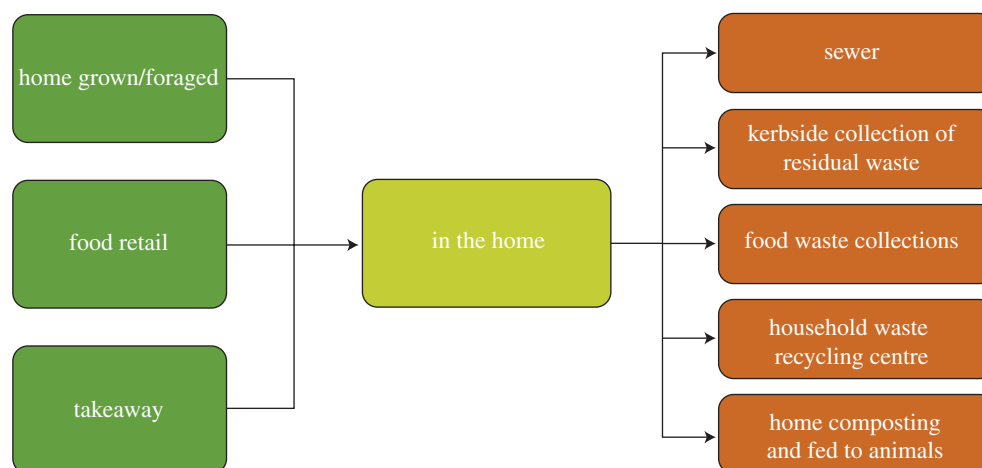 home grown/foraged
food retail
takeaway
in the home
sewer
kerbside collection of
residual waste
food waste collections
household waste
recycling centre
home composting
and fed to animals